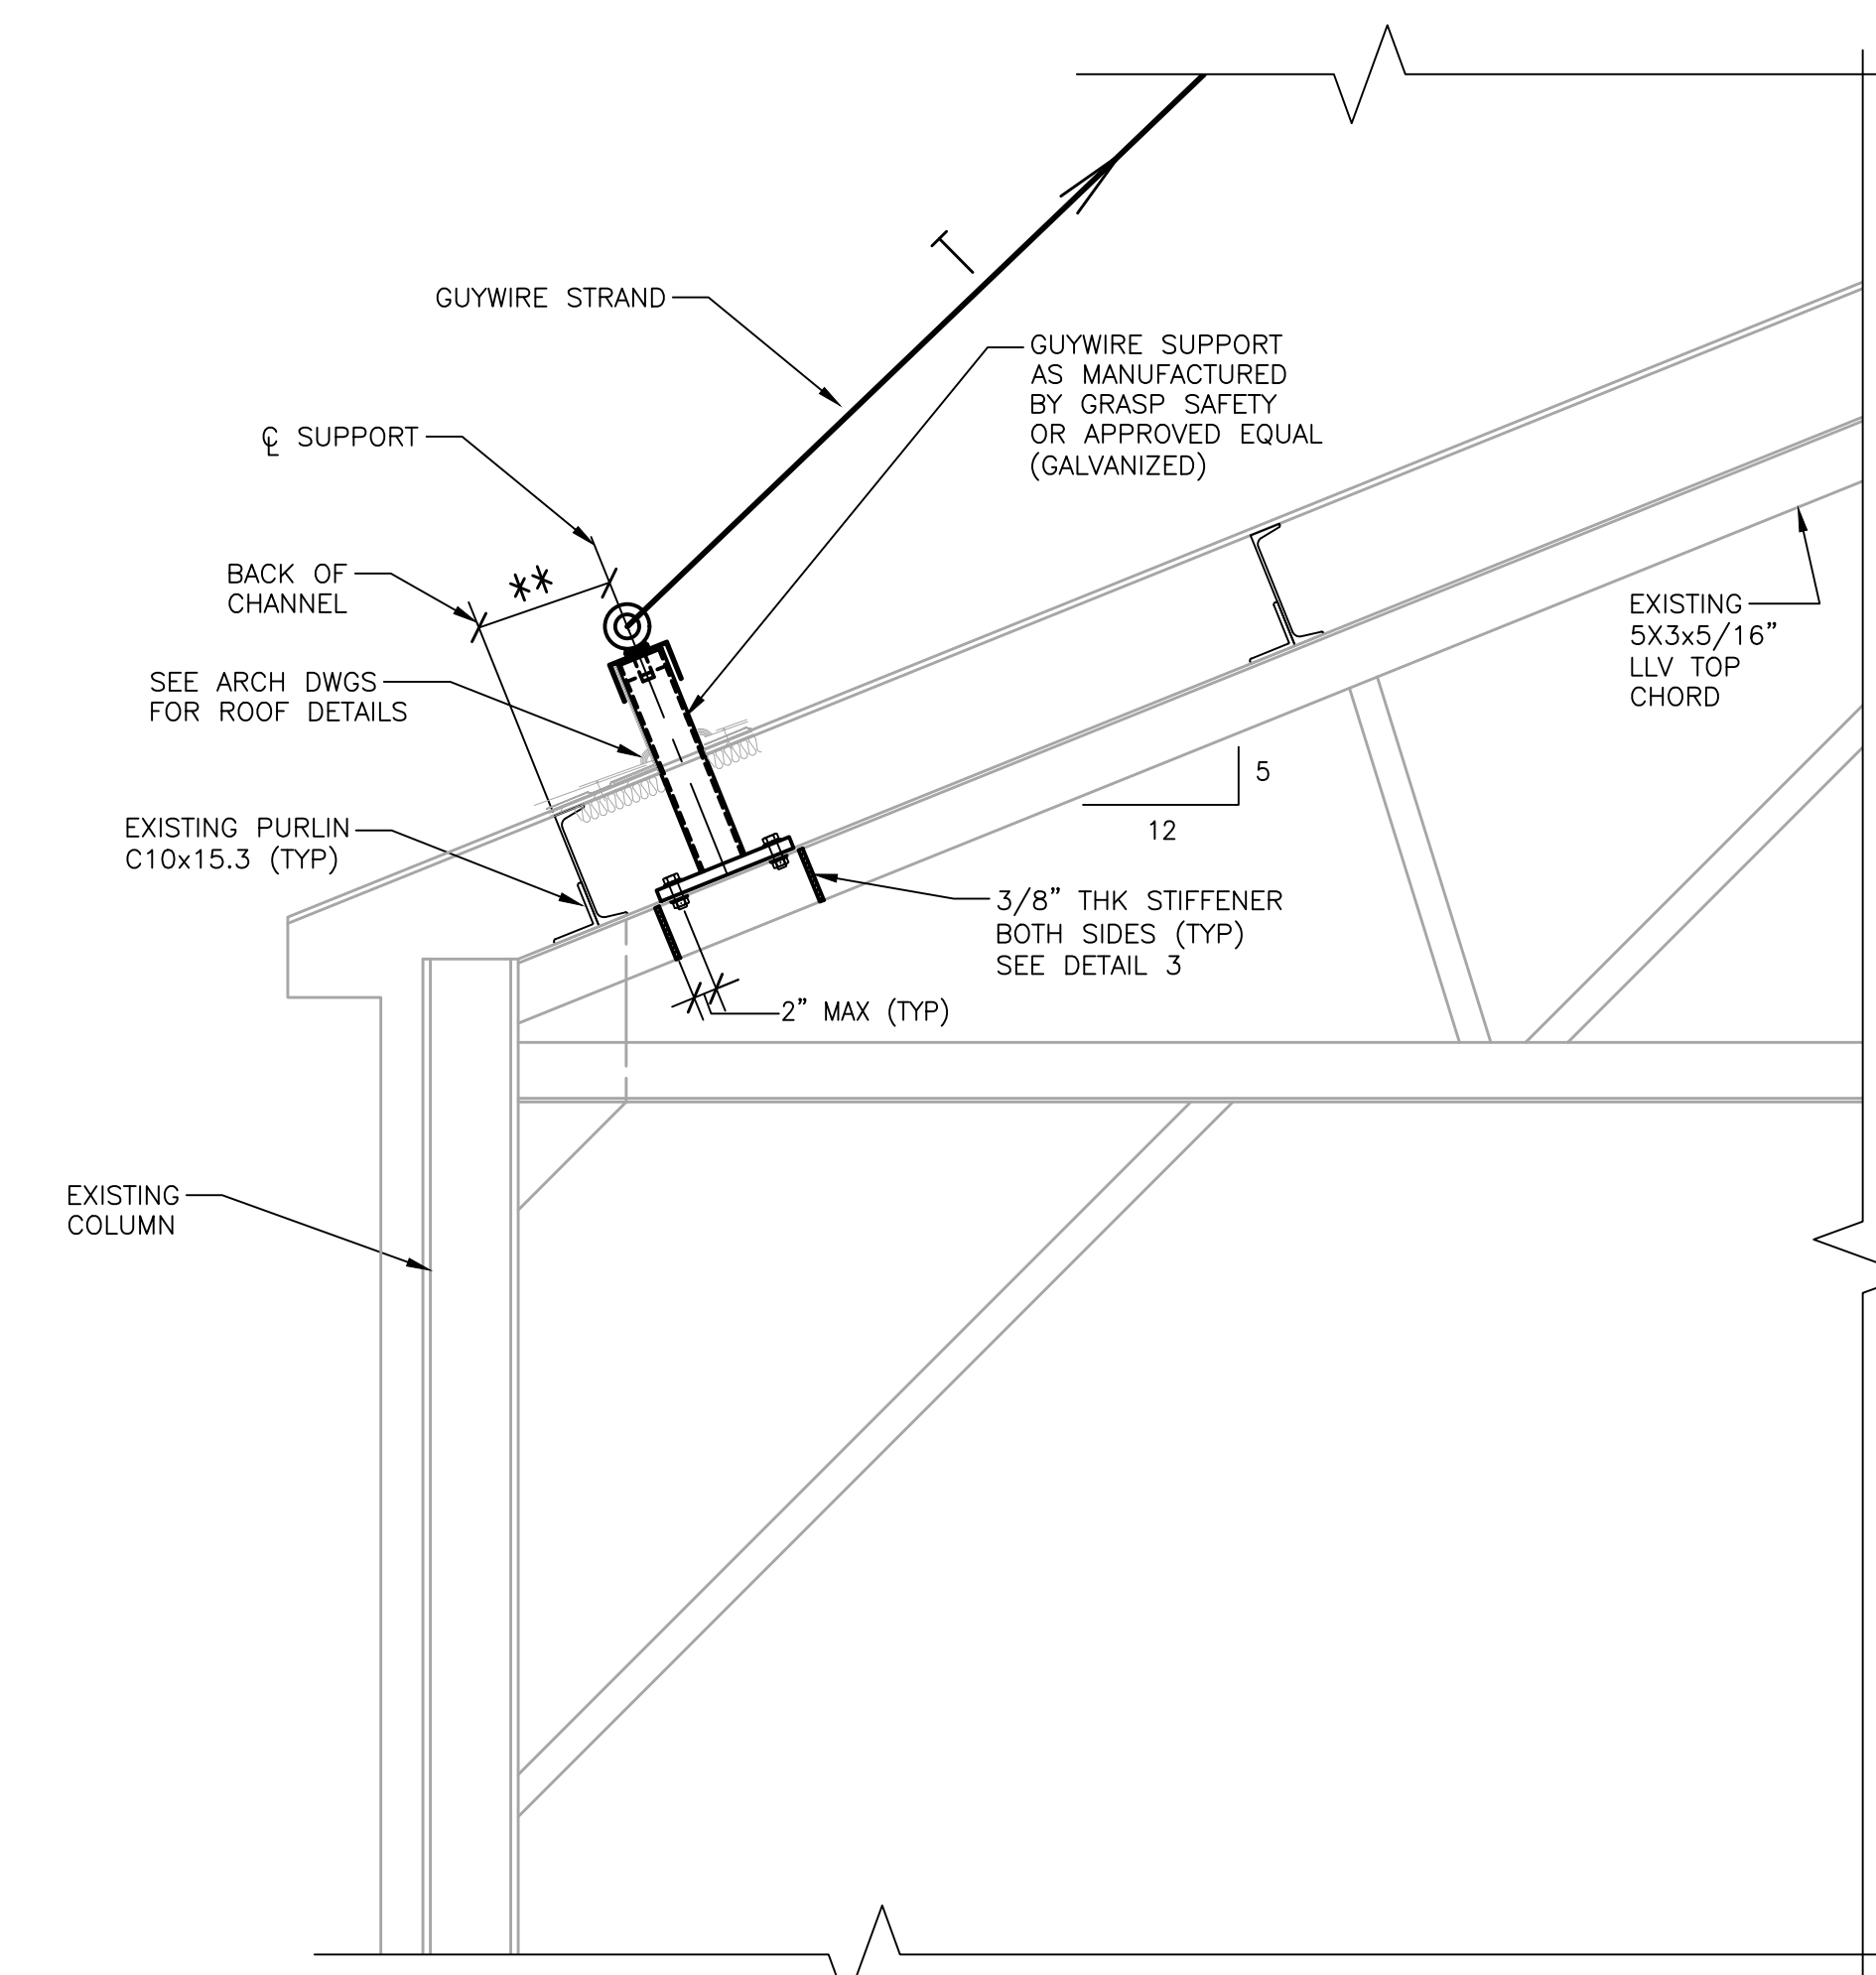 T
GUYWIRE STRAND
GUYWIRE SUPPORT
AS MANUFACTURED
BY GRASP SAFETY
OR APPROVED EQUAL
(GALVANIZED)
℄ SUPPORT
BACK OF
CHANNEL
**
SEE ARCH DWGS
FOR ROOF DETAILS
EXISTING
5X3x5/16"
LLV TOP
CHORD
5
12
EXISTING PURLIN
C10x15.3 (TYP)
3/8" THK STIFFENER
BOTH SIDES (TYP)
SEE DETAIL 3
2" MAX (TYP)
EXISTING
COLUMN